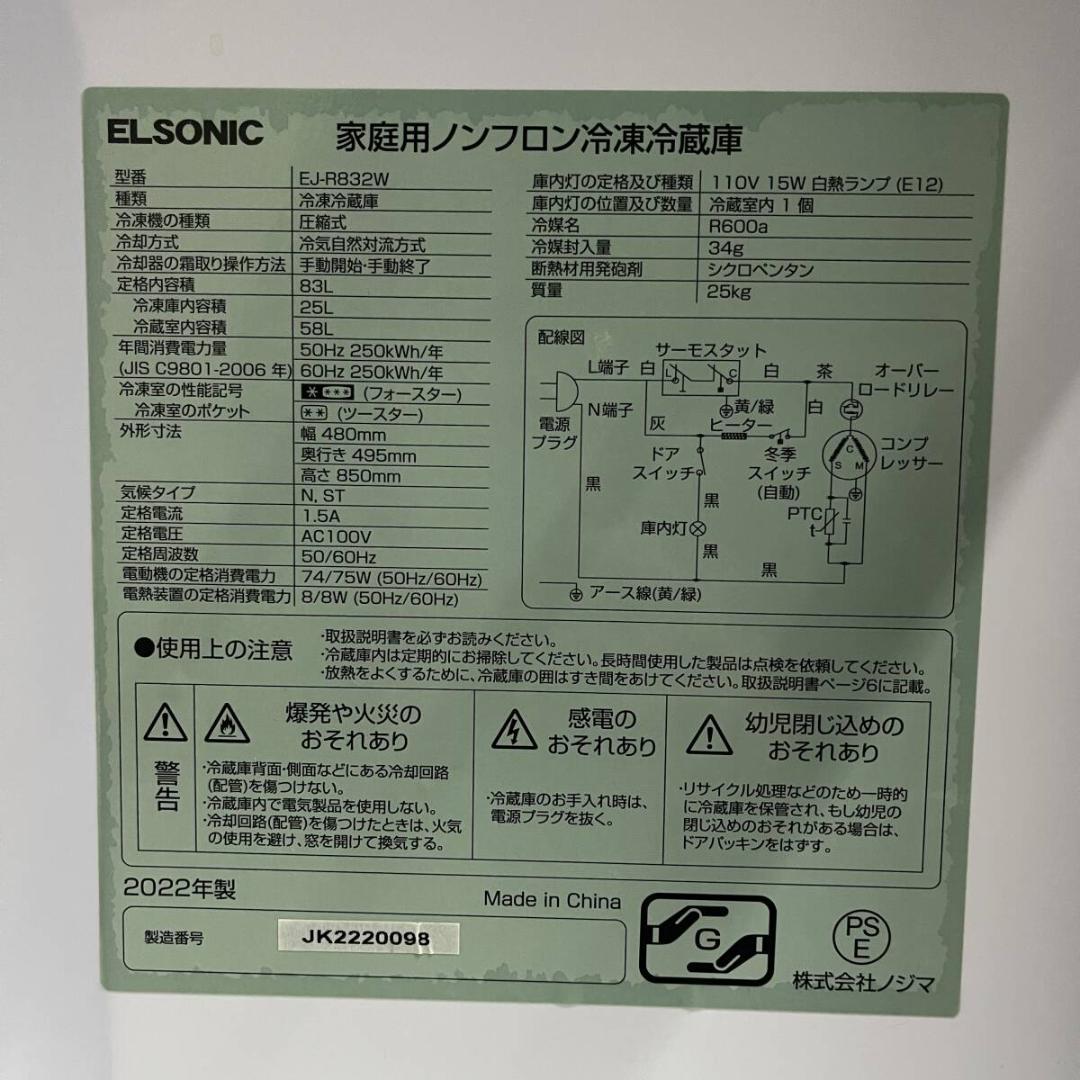 ELSONIC 家庭用ノンフロン冷凍冷蔵庫
型番 EJ-R832W
種類 冷凍冷蔵庫
冷凍機の種類 圧縮式
冷却方式 冷気自然対流方式
冷却器の霜取り操作方法 手動開始・手動終了
定格内容積 83L
冷凍庫内容積 25L
冷蔵室内容積 58L
年間消費電力量 50Hz 250kWh/年
(JIS C9801-2006 年) 60Hz 250kWh/年
冷凍室の性能記号 (フォースター)
冷凍室のポケット (ツースター)
外形寸法 幅 480mm
奥行き 495mm
高さ 850mm
気候タイプ N, ST
定格電流 1.5A
定格電圧 AC100V
定格周波数 50/60Hz
電動機の定格消費電力 74/75W (50Hz/60Hz)
電熱装置の定格消費電力 8/8W (50Hz/60Hz)
庫内灯の定格及び種類 110V 15W 白熱ランプ (E12)
庫内灯の位置及び数量 冷蔵室内 1 個
冷媒名 R600a
冷媒封入量 34g
断熱材用発砲剤 シクロペンタン
質量 25kg
配線図
サーモスタット
L端子 白 L C 白 茶 オーバー
ロードリレー
N端子 黄/緑 白
電源
プラグ
灰 ヒーター
ドア
スイッチ
冬季
スイッチ
(自動)
C
S M
コンプ
レッサー
黒 黒
PTC
t
庫内灯
黒
黒
アース線(黄/緑)
●使用上の注意
・取扱説明書を必ずお読みください。
・冷蔵庫内は定期的にお掃除してください。長時間使用した製品は点検を依頼してください。
・放熱をよくするために、冷蔵庫の囲はすき間をあけてください。取扱説明書ページ6に記載。
警告
爆発や火災の
おそれあり
・冷蔵庫背面・側面などにある冷却回路
(配管)を傷つけない。
・冷蔵庫内で電気製品を使用しない。
・冷却回路(配管)を傷つけたときは、火気
の使用を避け、窓を開けて換気する。
感電の
おそれあり
・冷蔵庫のお手入れ時は、
電源プラグを抜く。
幼児閉じ込めの
おそれあり
・リサイクル処理などのため一時的
に冷蔵庫を保管され、もし幼児の
閉じ込めのおそれがある場合は、
ドアパッキンをはずす。
2022年製
Made in China
製造番号 JK2220098
G
PS
E
株式会社ノジマ